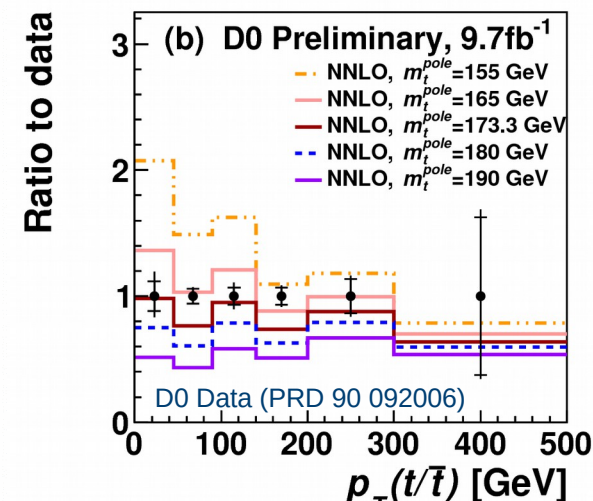 Ratio to data
3
2
1
0
(b) D0 Preliminary, 9.7fb⁻¹
NNLO, mₜᵖᵒˡᵉ=155 GeV
NNLO, mₜᵖᵒˡᵉ=165 GeV
NNLO, mₜᵖᵒˡᵉ=173.3 GeV
NNLO, mₜᵖᵒˡᵉ=180 GeV
NNLO, mₜᵖᵒˡᵉ=190 GeV
D0 Data (PRD 90 092006)
0 100 200 300 400 500
p_T(t/t̅) [GeV]